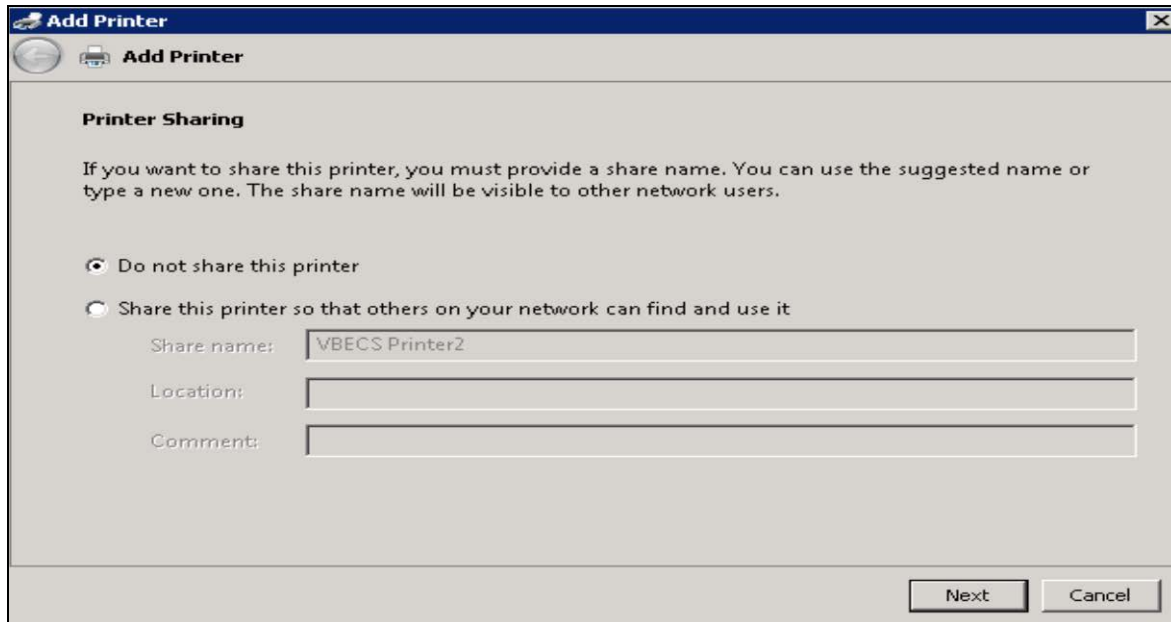 Add Printer
Add Printer
Printer Sharing
If you want to share this printer, you must provide a share name. You can use the suggested name or
type a new one. The share name will be visible to other network users.
Do not share this printer
Share this printer so that others on your network can find and use it
Share name: VBECS Printer2
Location:
Comment:
Next Cancel